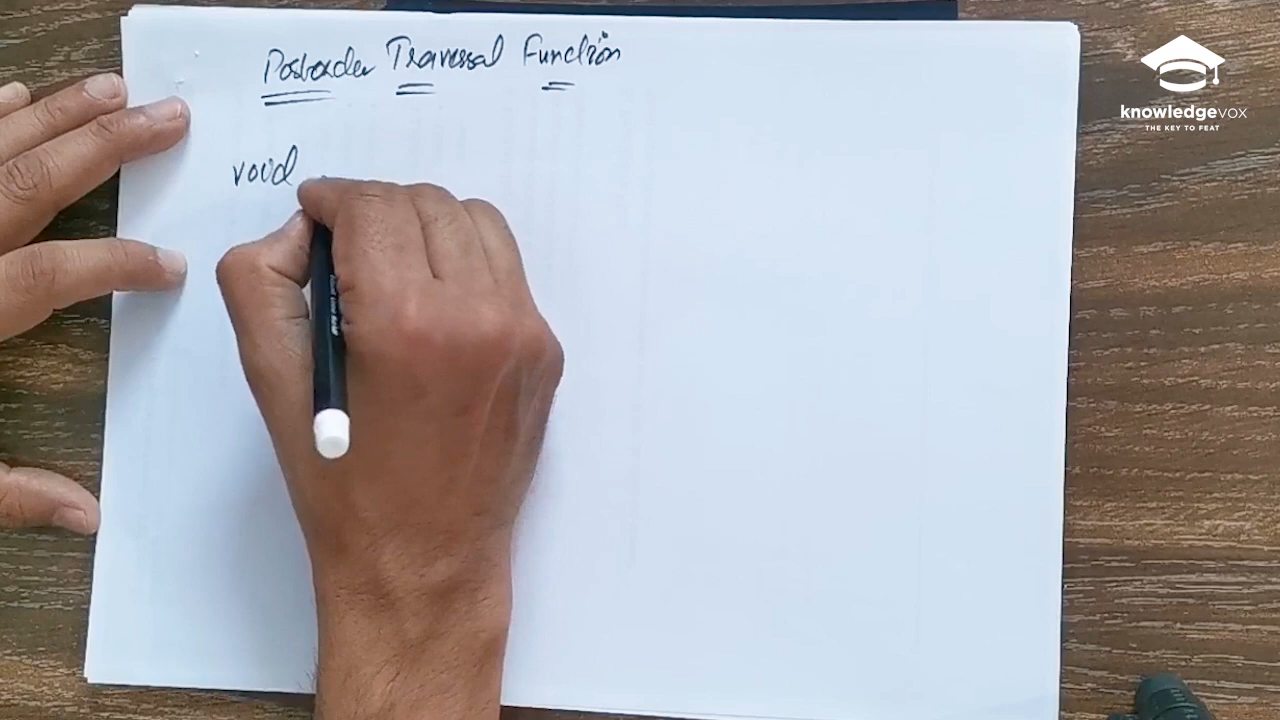 Postorder Traversal Function
void
knowledgevox
THE KEY TO FEAT